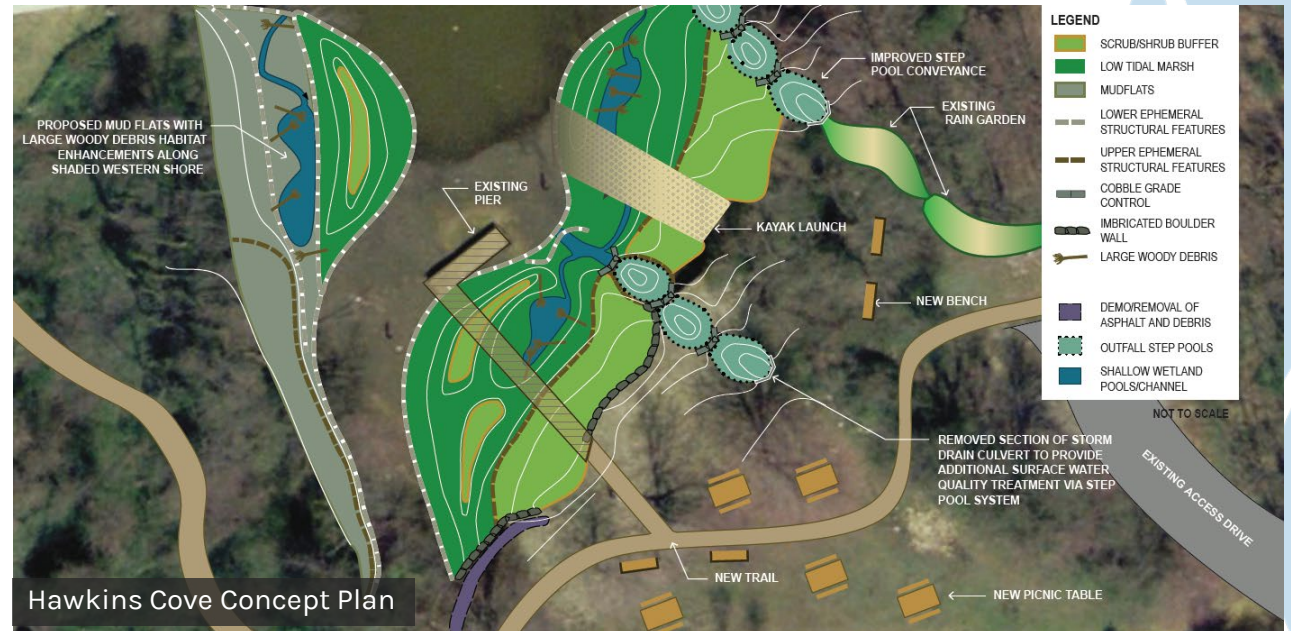 LEGEND
SCRUB/SHRUB BUFFER
LOW TIDAL MARSH
MUDFLATS
LOWER EPHEMERAL
STRUCTURAL FEATURES
UPPER EPHEMERAL
STRUCTURAL FEATURES
COBBLE GRADE
CONTROL
IMBRICATED BOULDER
WALL
LARGE WOODY DEBRIS
DEMO/REMOVAL OF
ASPHALT AND DEBRIS
OUTFALL STEP POOLS
SHALLOW WETLAND
POOLS/CHANNEL
NOT TO SCALE
IMPROVED STEP
POOL CONVEYANCE
EXISTING
RAIN GARDEN
PROPOSED MUD FLATS WITH
LARGE WOODY DEBRIS HABITAT
ENHANCEMENTS ALONG
SHADED WESTERN SHORE
EXISTING
PIER
KAYAK LAUNCH
NEW BENCH
REMOVED SECTION OF STORM
DRAIN CULVERT TO PROVIDE
ADDITIONAL SURFACE WATER
QUALITY TREATMENT VIA STEP
POOL SYSTEM
EXISTING ACCESS DRIVE
NEW TRAIL
NEW PICNIC TABLE
Hawkins Cove Concept Plan